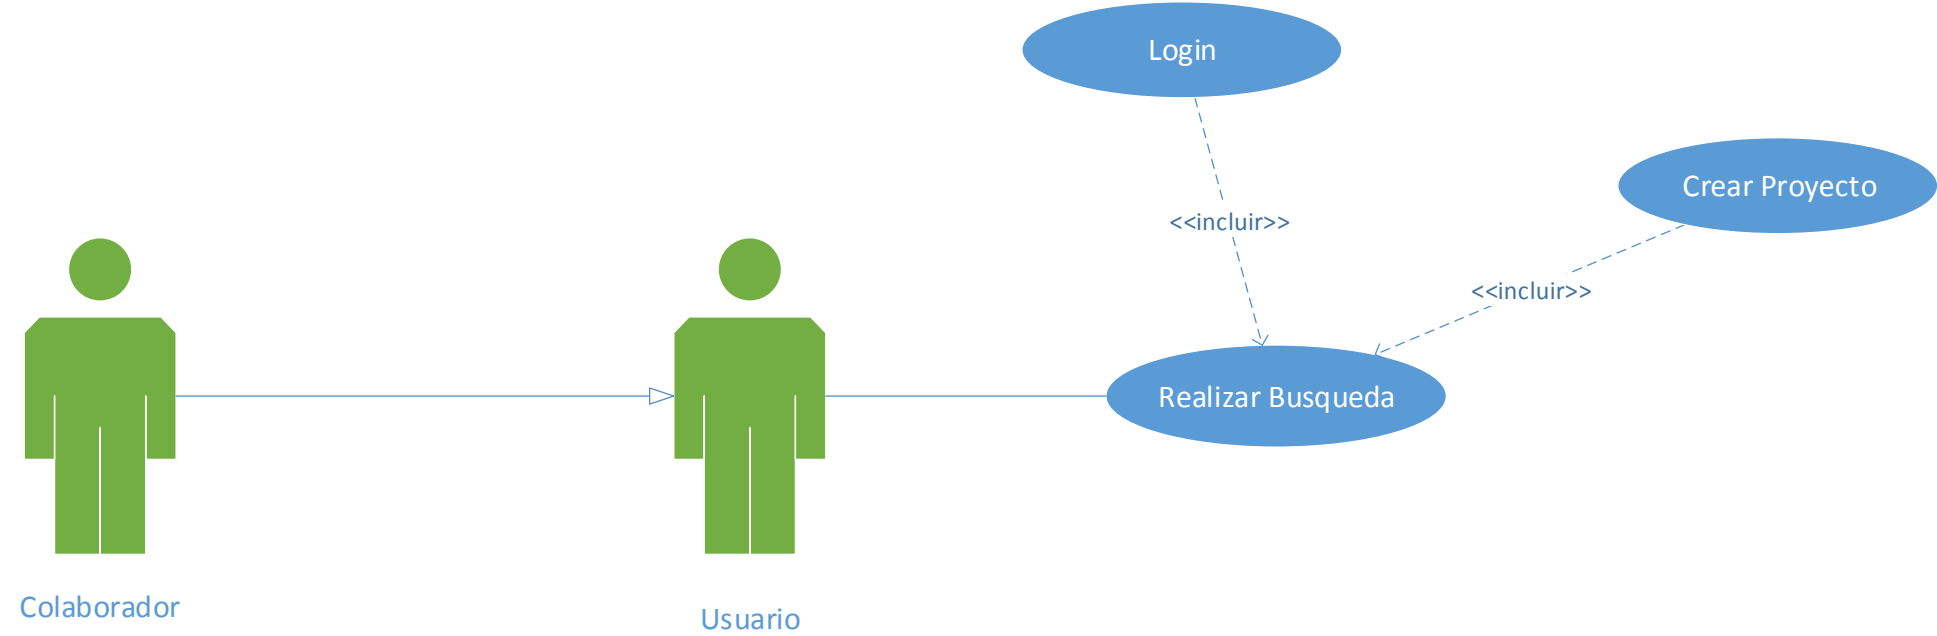 Login
Crear Proyecto
<<incluir>>
<<incluir>>
Realizar Busqueda
Colaborador
Usuario